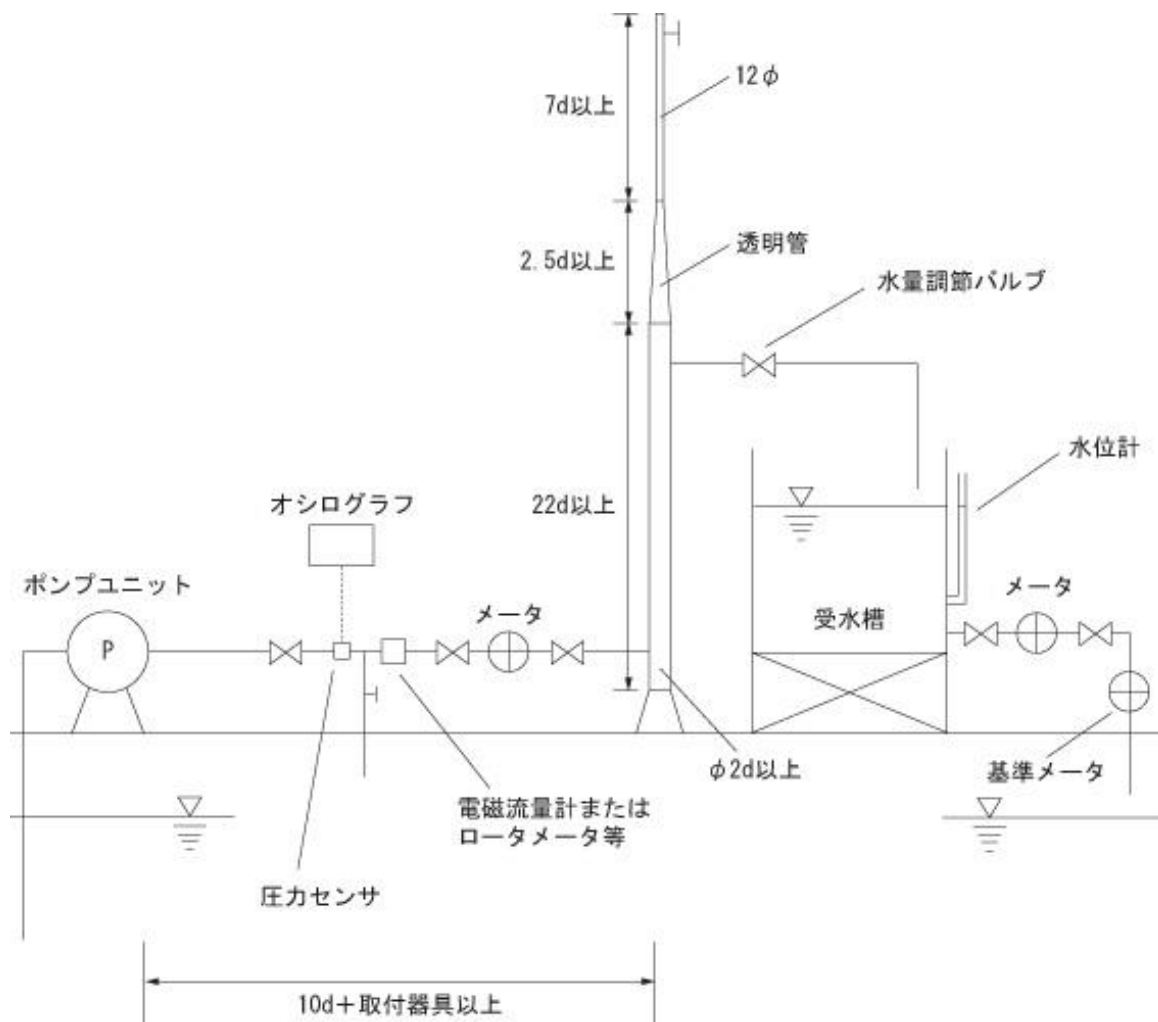 7d以上
12φ
2.5d以上
透明管
水量調節バルブ
水位計
オシログラフ
22d以上
ポンプユニット
P
メータ
受水槽
メータ
φ2d以上
基準メータ
電磁流量計または
ロータメータ等
圧力センサ
10d＋取付器具以上